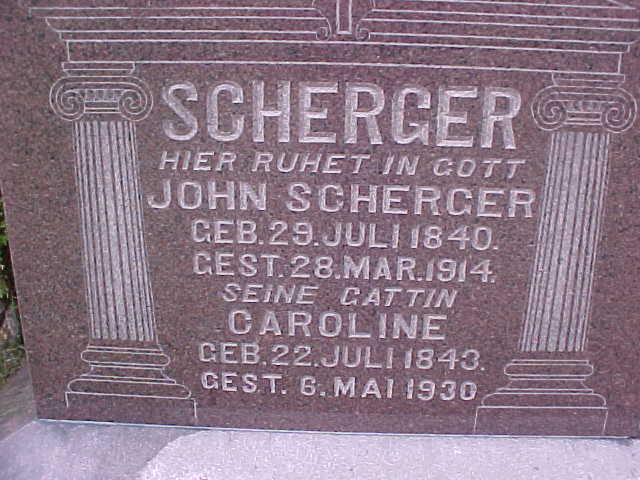 SCHERGER
HIER RUHET IN GOTT
JOHN SCHERGER
GEB. 29. JULI 1840.
GEST. 28. MAR. 1914.
SEINE GATTIN
CAROLINE
GEB. 22. JULI 1843.
GEST. 6. MAI 1930